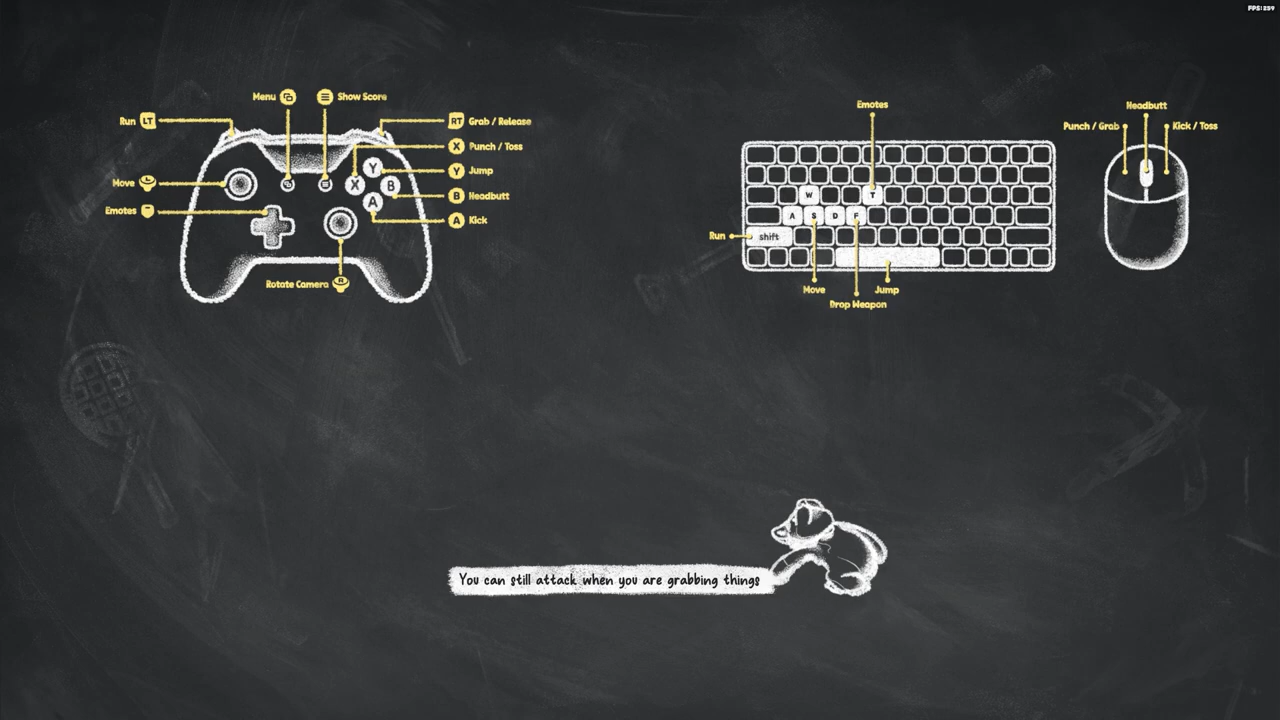 FPS: 239
Menu
Show Score
Run LT
RT Grab / Release
X Punch / Toss
Move L
Y Jump
B Headbutt
Emotes
A Kick
Y
X B
A
Rotate Camera R
Emotes
Headbutt
Punch / Grab
Kick / Toss
W T
A S D F
Run
shift
Move
Jump
Drop Weapon
You can still attack when you are grabbing things